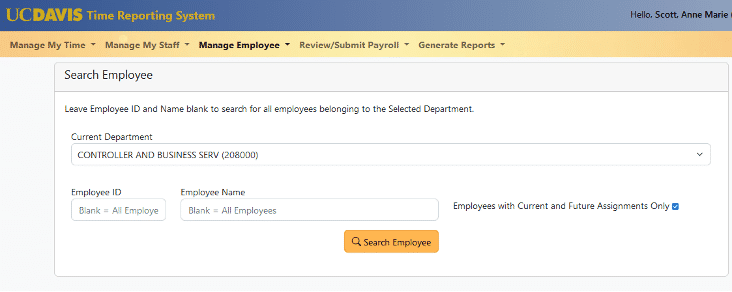 UCDAVIS Time Reporting System
Hello, Scott, Anne Marie
Manage My Time Manage My Staff Manage Employee Review/Submit Payroll Generate Reports
Search Employee
Leave Employee ID and Name blank to search for all employees belonging to the Selected Department.
Current Department
CONTROLLER AND BUSINESS SERV (208000)
Employee ID Employee Name
Blank = All Employe Blank = All Employees Employees with Current and Future Assignments Only
Search Employee